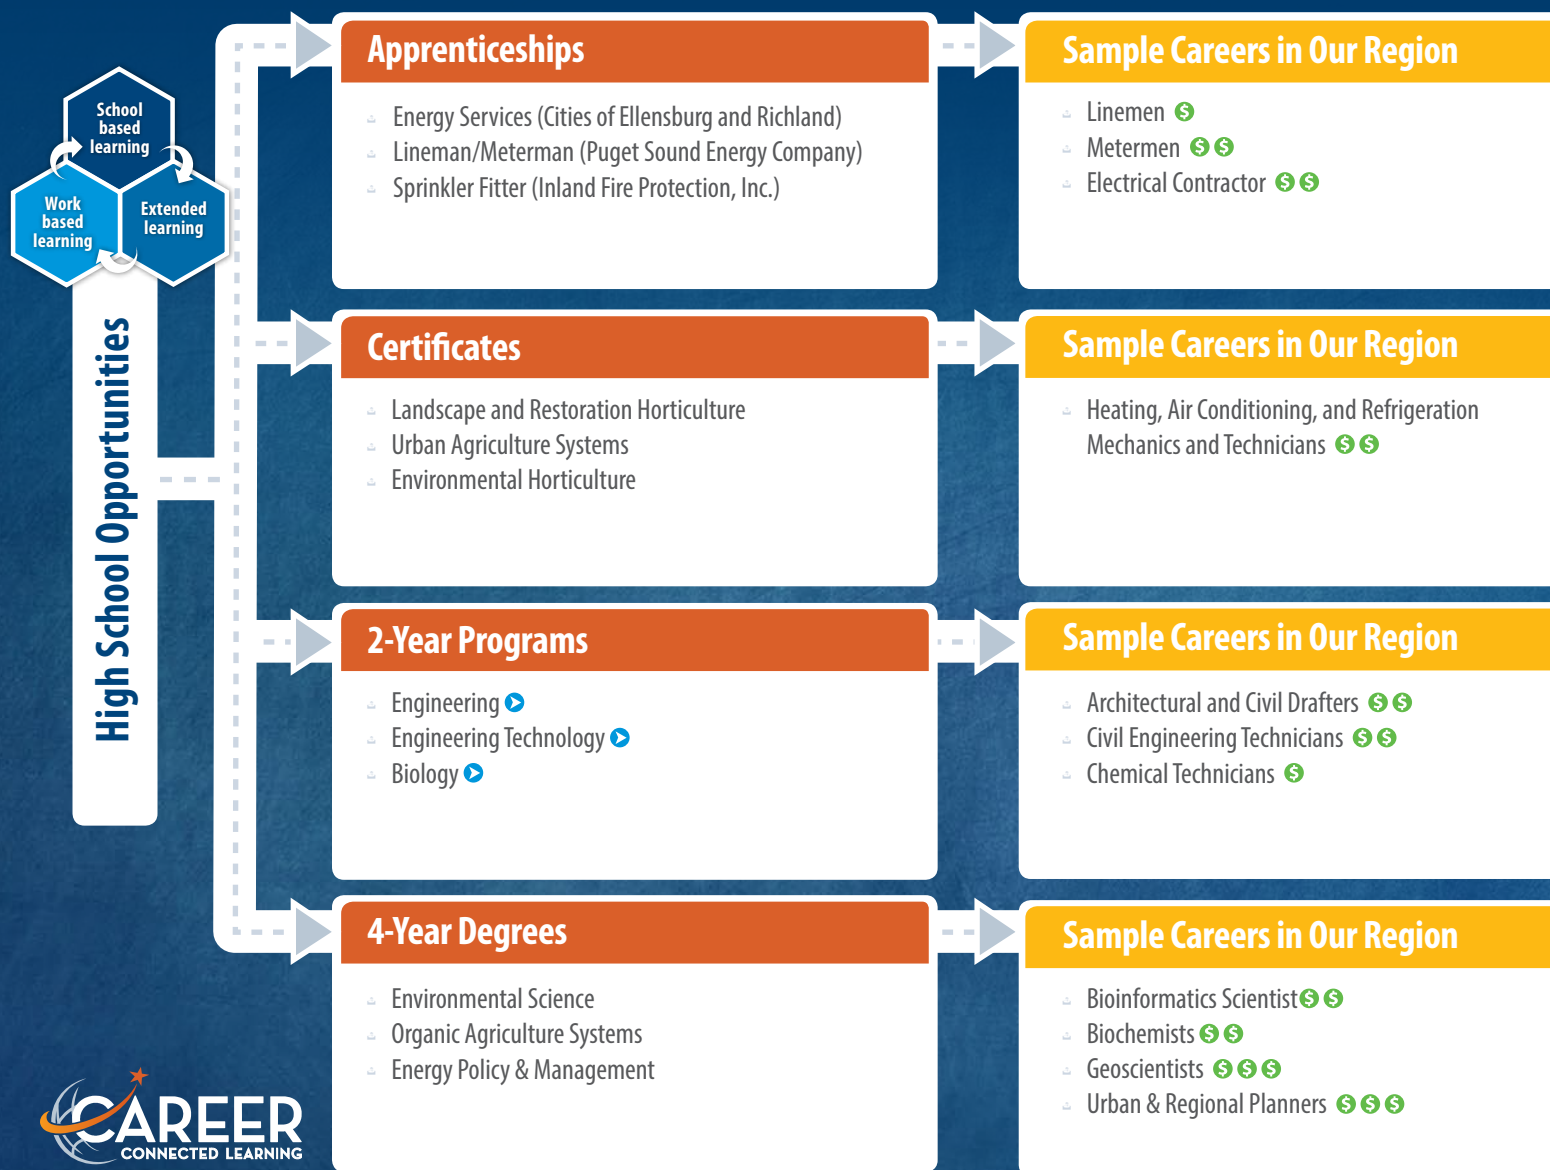 School
based
learning
Work
based
learning
Extended
learning
High School Opportunities
Apprenticeships
Energy Services (Cities of Ellensburg and Richland)
Lineman/Meterman (Puget Sound Energy Company)
Sprinkler Fitter (Inland Fire Protection, Inc.)
Sample Careers in Our Region
Linemen $
Metermen $ $
Electrical Contractor $ $
Certificates
Landscape and Restoration Horticulture
Urban Agriculture Systems
Environmental Horticulture
Sample Careers in Our Region
Heating, Air Conditioning, and Refrigeration
Mechanics and Technicians $ $
2-Year Programs
Engineering
Engineering Technology
Biology
Sample Careers in Our Region
Architectural and Civil Drafters $ $
Civil Engineering Technicians $ $
Chemical Technicians $
4-Year Degrees
Environmental Science
Organic Agriculture Systems
Energy Policy & Management
Sample Careers in Our Region
Bioinformatics Scientist $ $
Biochemists $ $
Geoscientists $ $ $
Urban & Regional Planners $ $ $
CAREER
CONNECTED LEARNING